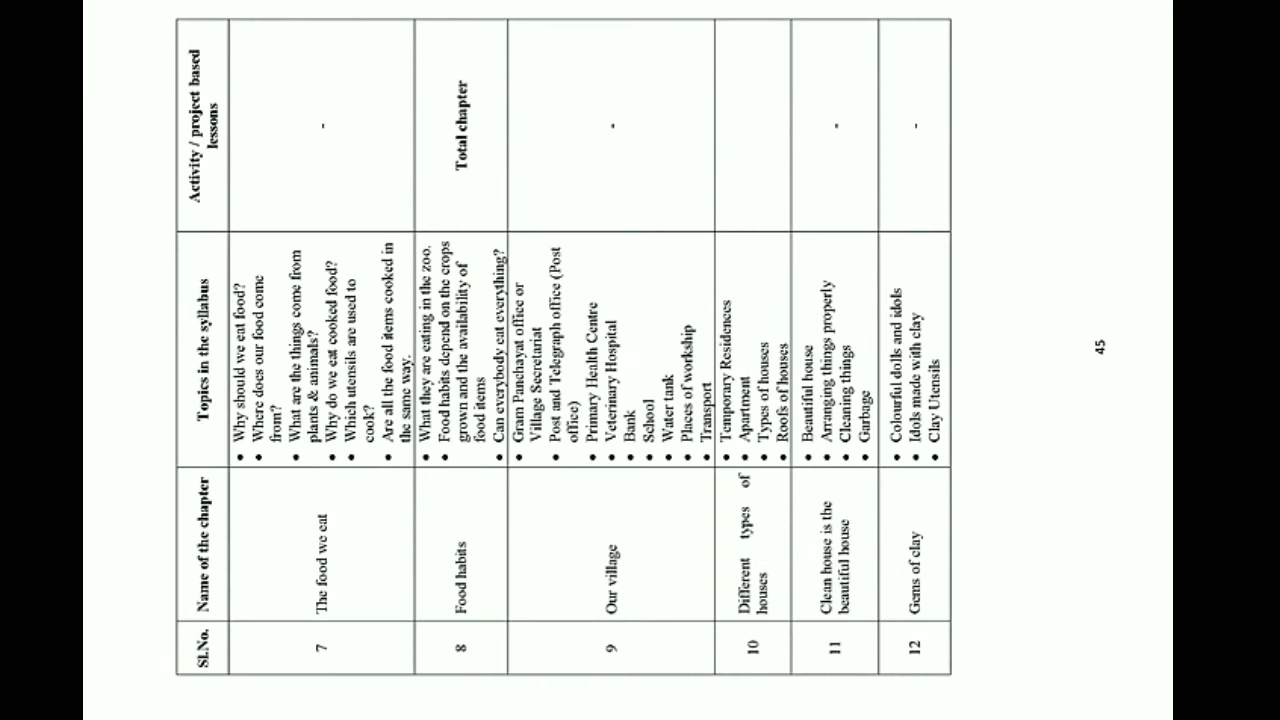 Sl.No.
Name of the chapter
Topics in the syllabus
Activity / project based
lessons
7
The food we eat
• Why should we eat food?
• Where does our food come
from?
• What are the things come from
plants & animals?
• Why do we eat cooked food?
• Which utensils are used to
cook?
• Are all the food items cooked in
the same way.
-
8
Food habits
• What they are eating in the zoo.
• Food habits depend on the crops
grown and the availability of
food items
• Can everybody eat everything?
Total chapter
9
Our village
• Gram Panchayat office or
Village Secretariat
• Post and Telegraph office (Post
office)
• Primary Health Centre
• Veterinary Hospital
• Bank
• School
• Water tank
• Places of workship
• Transport
-
10
Different types of
houses
• Temporary Residences
• Apartment
• Types of houses
• Roofs of houses
11
Clean house is the
beautiful house
• Beautiful house
• Arranging things properly
• Cleaning things
• Garbage
-
12
Gems of clay
• Colourful dolls and idols
• Idols made with clay
• Clay Utensils
-
45